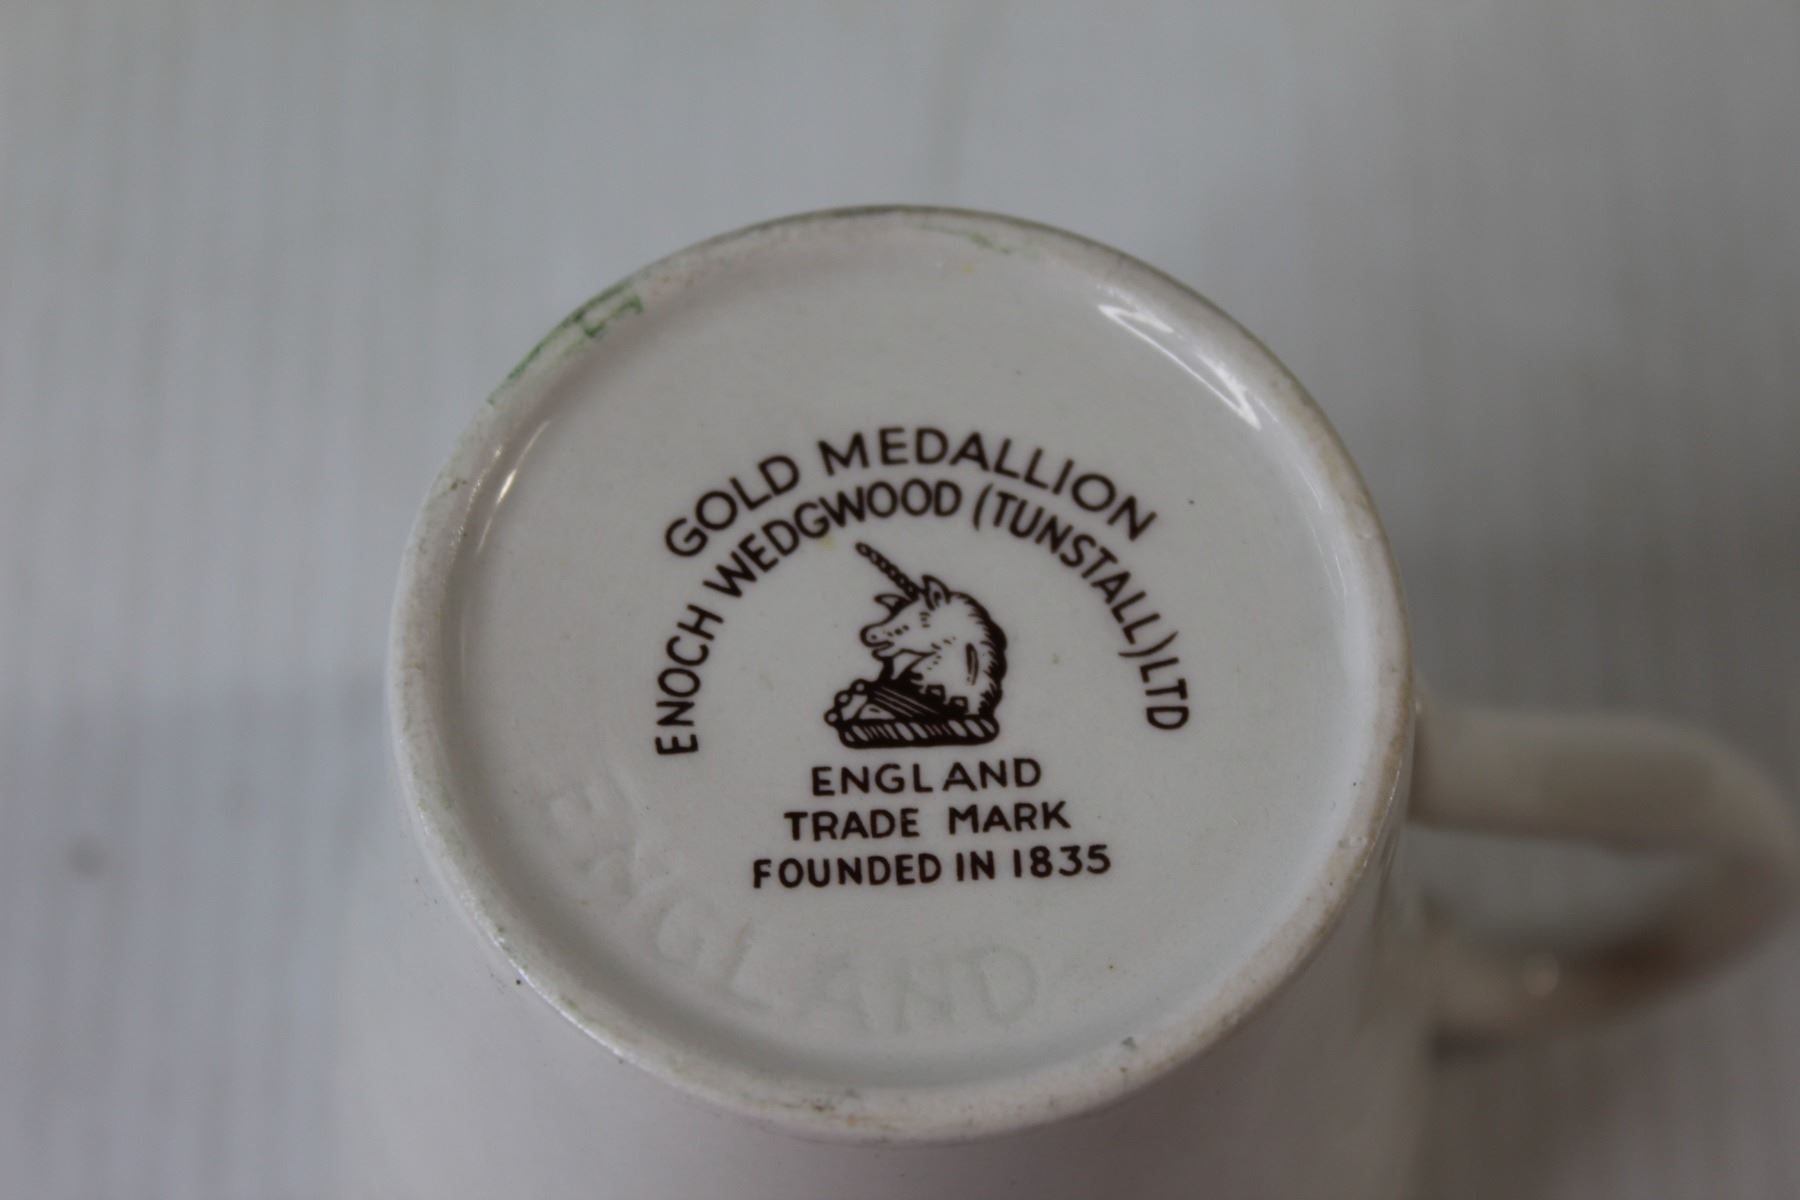 GOLD MEDALLION
ENOCH WEDGWOOD (TUNSTALL) LTD
ENGLAND
TRADE MARK
FOUNDED IN 1835
ENGLAND